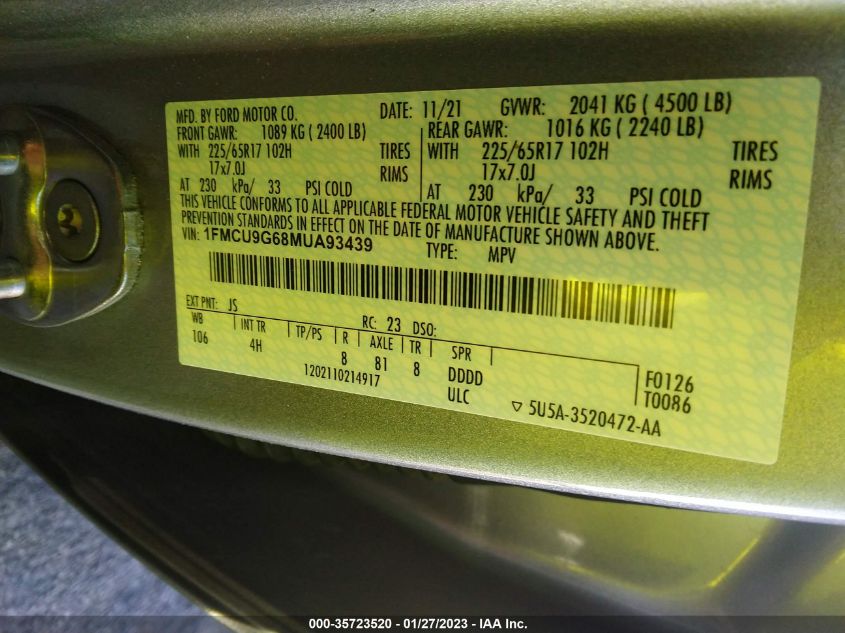 MFD. BY FORD MOTOR CO. DATE: 11/21 GVWR: 2041 KG ( 4500 LB)
FRONT GAWR: 1089 KG ( 2400 LB) REAR GAWR: 1016 KG ( 2240 LB)
WITH 225/65R17 102H TIRES WITH 225/65R17 102H TIRES
17x7.0J RIMS 17x7.0J RIMS
AT 230 kPa/ 33 PSI COLD AT 230 kPa/ 33 PSI COLD
THIS VEHICLE CONFORMS TO ALL APPLICABLE FEDERAL MOTOR VEHICLE SAFETY AND THEFT
PREVENTION STANDARDS IN EFFECT ON THE DATE OF MANUFACTURE SHOWN ABOVE.
VIN: 1FMCU9G68MUA93439 TYPE: MPV
EXT PNT: JS RC: 23 DSO:
WB INT TR TP/PS R AXLE TR SPR
106 4H 8 81 8 DDDD F0126
1202110214917 ULC T0086
5U5A-3520472-AA
000-35723520 - 01/27/2023 - IAA Inc.